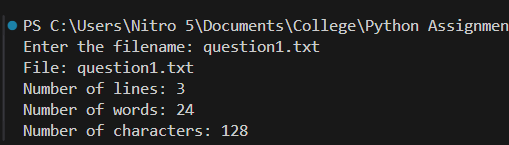 PS C:\Users\Nitro 5\Documents\College\Python Assignmen
Enter the filename: question1.txt
File: question1.txt
Number of lines: 3
Number of words: 24
Number of characters: 128